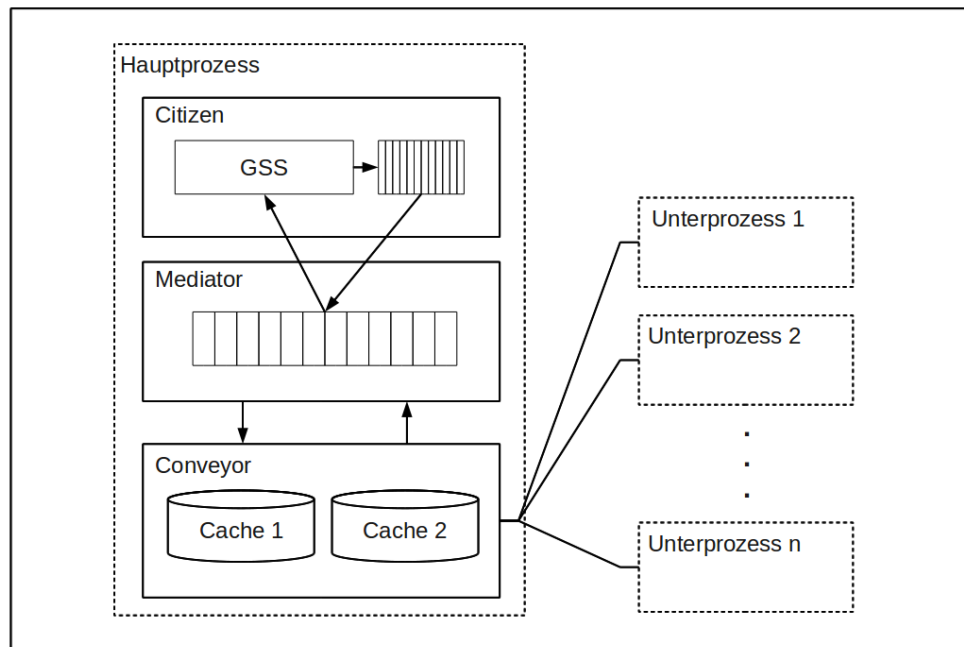 Hauptprozess
Citizen
GSS
Mediator
Conveyor
Cache 1
Cache 2
Unterprozess 1
Unterprozess 2
.
.
.
Unterprozess n